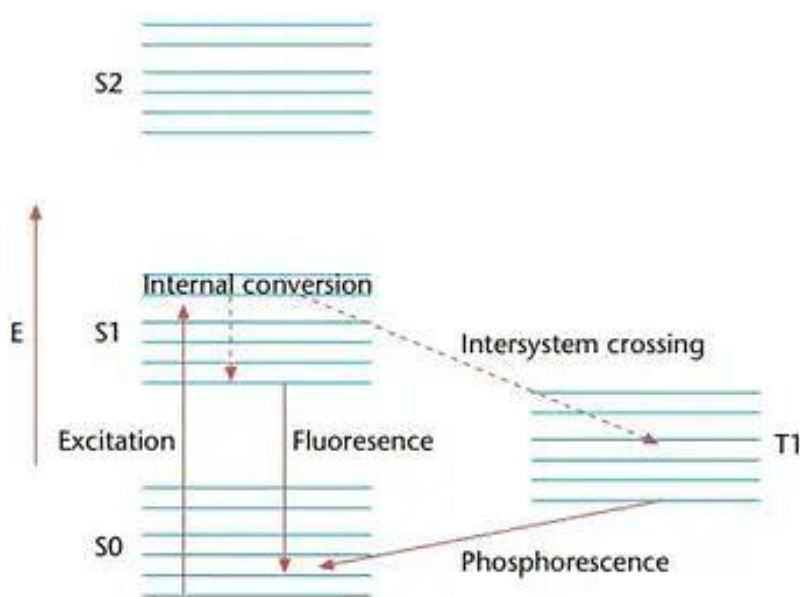 S2
Internal conversion
E
S1
Intersystem crossing
Excitation
Fluoresence
T1
S0
Phosphorescence